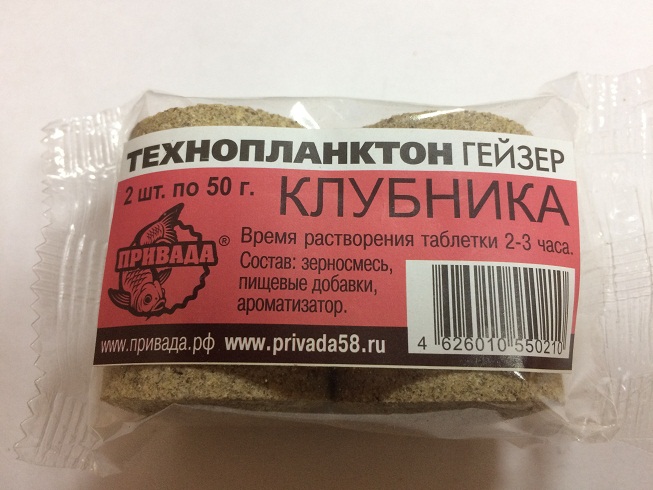 ТЕХНОПЛАНКТОН ГЕЙЗЕР
2 шт. по 50 г.
КЛУБНИКА
ПРИВАДА®
Время растворения таблетки 2-3 часа.
Состав: зерносмесь,
пищевые добавки,
ароматизатор.
www.привада.рф www.privada58.ru
4 626010 550210